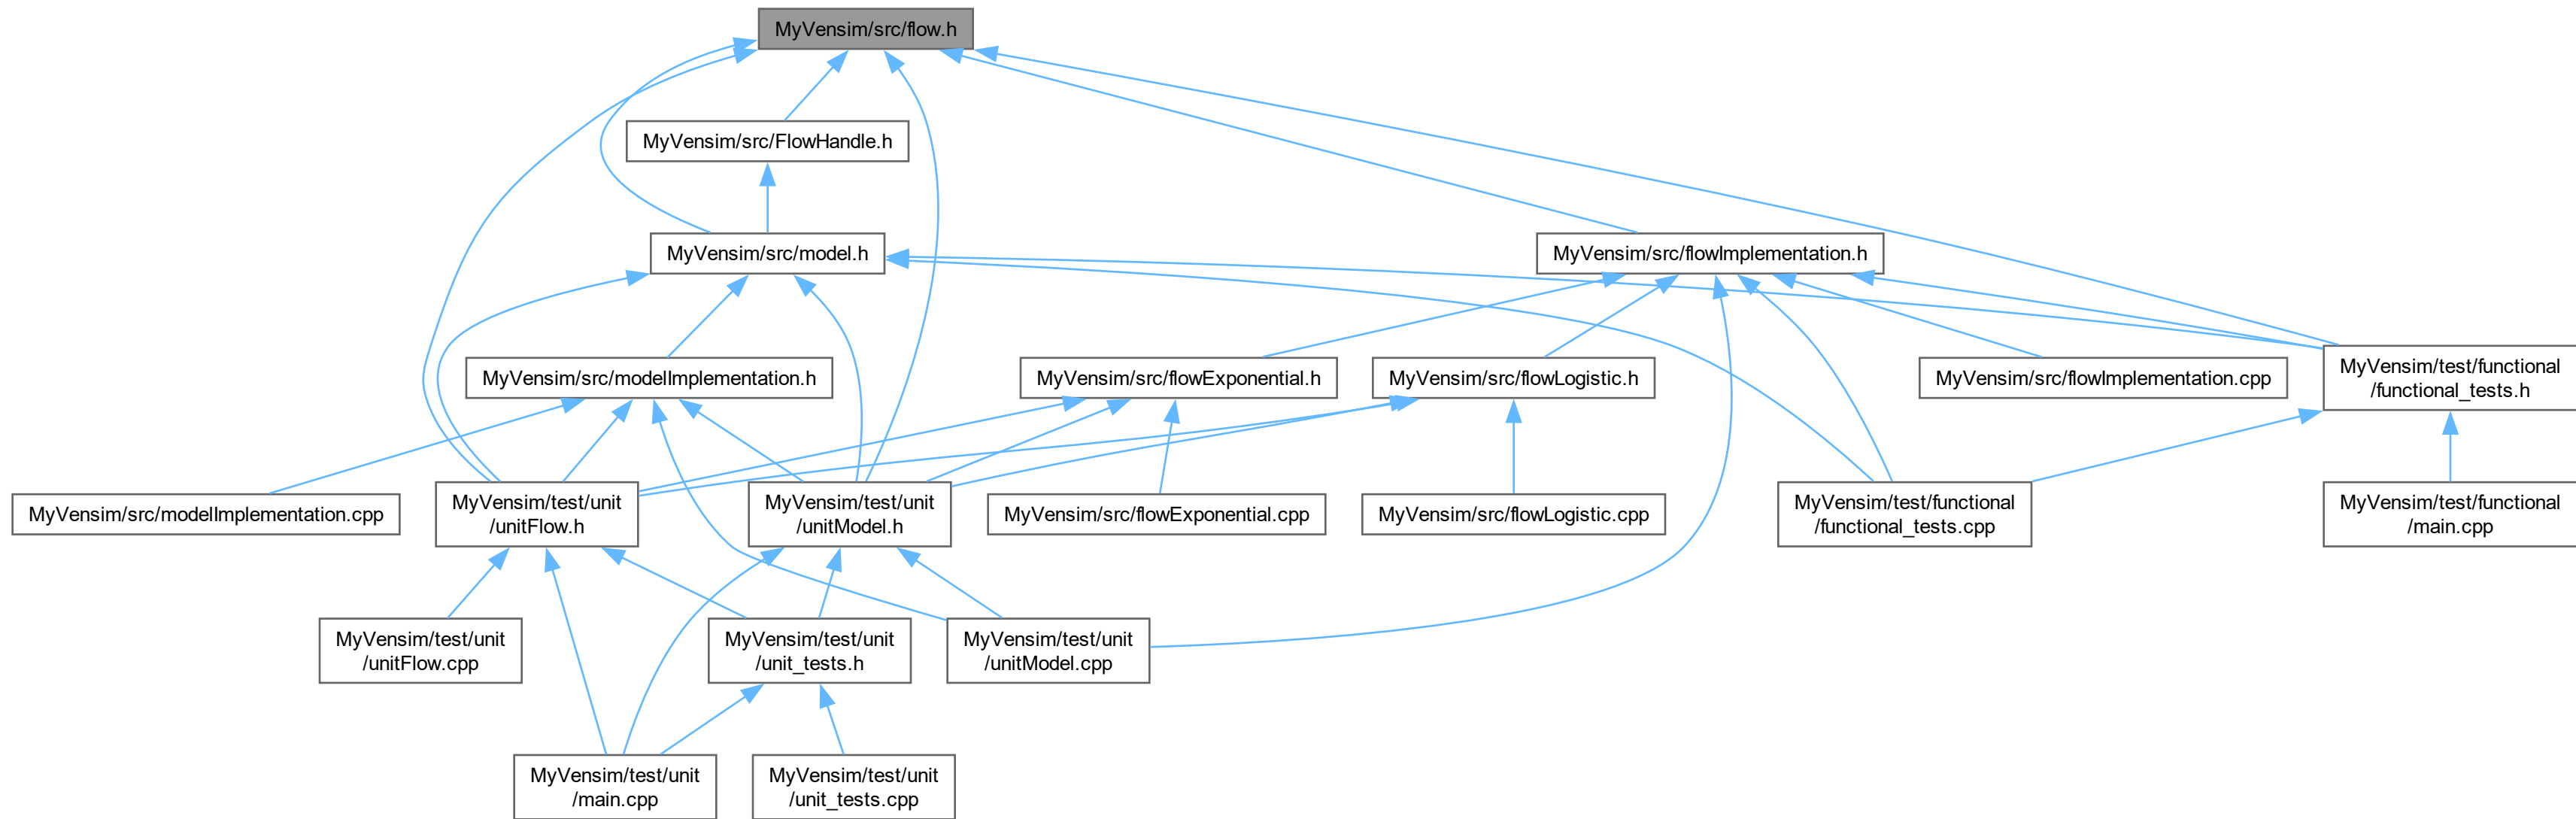 MyVensim/src/flow.h
MyVensim/src/FlowHandle.h
MyVensim/src/model.h
MyVensim/src/flowImplementation.h
MyVensim/src/modelImplementation.h
MyVensim/src/flowExponential.h
MyVensim/src/flowLogistic.h
MyVensim/src/flowImplementation.cpp
MyVensim/test/functional
/functional_tests.h
MyVensim/src/modelImplementation.cpp
MyVensim/test/unit
/unitFlow.h
MyVensim/test/unit
/unitModel.h
MyVensim/src/flowExponential.cpp
MyVensim/src/flowLogistic.cpp
MyVensim/test/functional
/functional_tests.cpp
MyVensim/test/functional
/main.cpp
MyVensim/test/unit
/unitFlow.cpp
MyVensim/test/unit
/unit_tests.h
MyVensim/test/unit
/unitModel.cpp
MyVensim/test/unit
/main.cpp
MyVensim/test/unit
/unit_tests.cpp